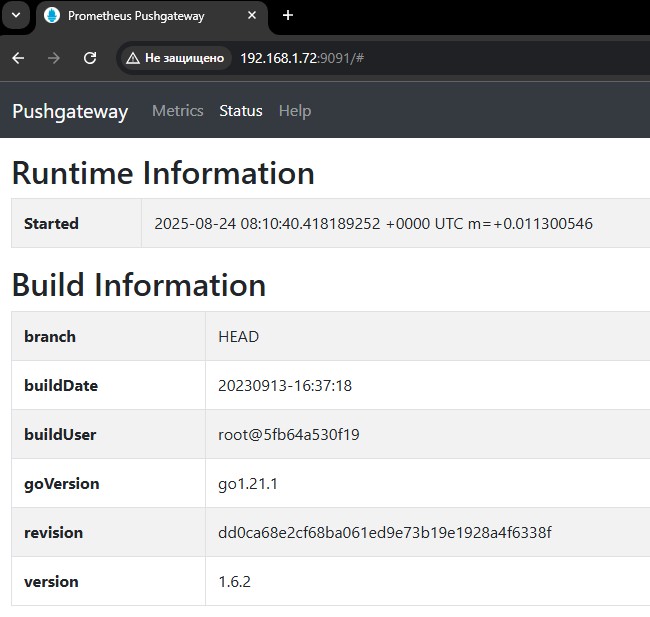 Prometheus Pushgateway
Не защищено 192.168.1.72:9091/#
Pushgateway Metrics Status Help
Runtime Information
Started 2025-08-24 08:10:40.418189252 +0000 UTC m=+0.011300546
Build Information
branch HEAD
buildDate 20230913-16:37:18
buildUser root@5fb64a530f19
goVersion go1.21.1
revision dd0ca68e2cf68ba061ed9e73b19e1928a4f6338f
version 1.6.2